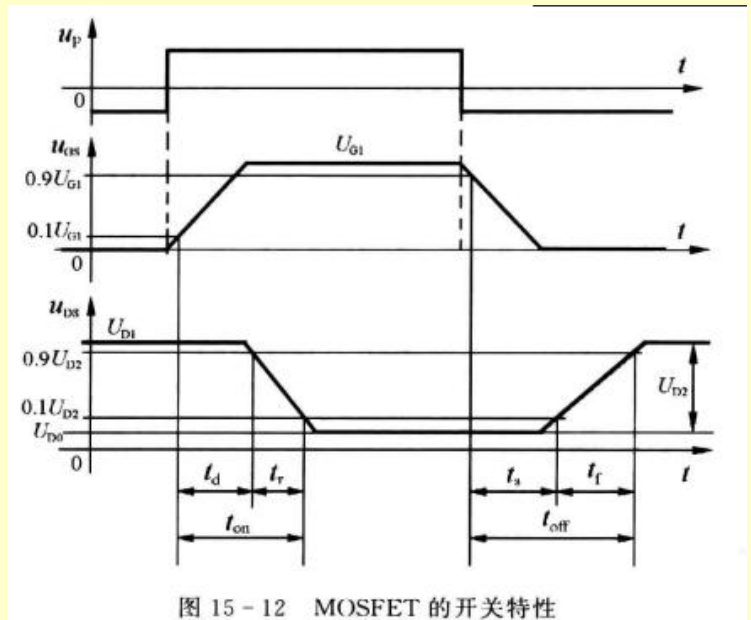 u_P
t
0
u_GS
U_G1
0.9U_G1
0.1U_G1
t
0
u_DS
U_D1
0.9U_D2
U_D2
0.1U_D2
U_D0
0
t_d t_r t_s t_f t
t_on t_off
图 15-12 MOSFET 的开关特性